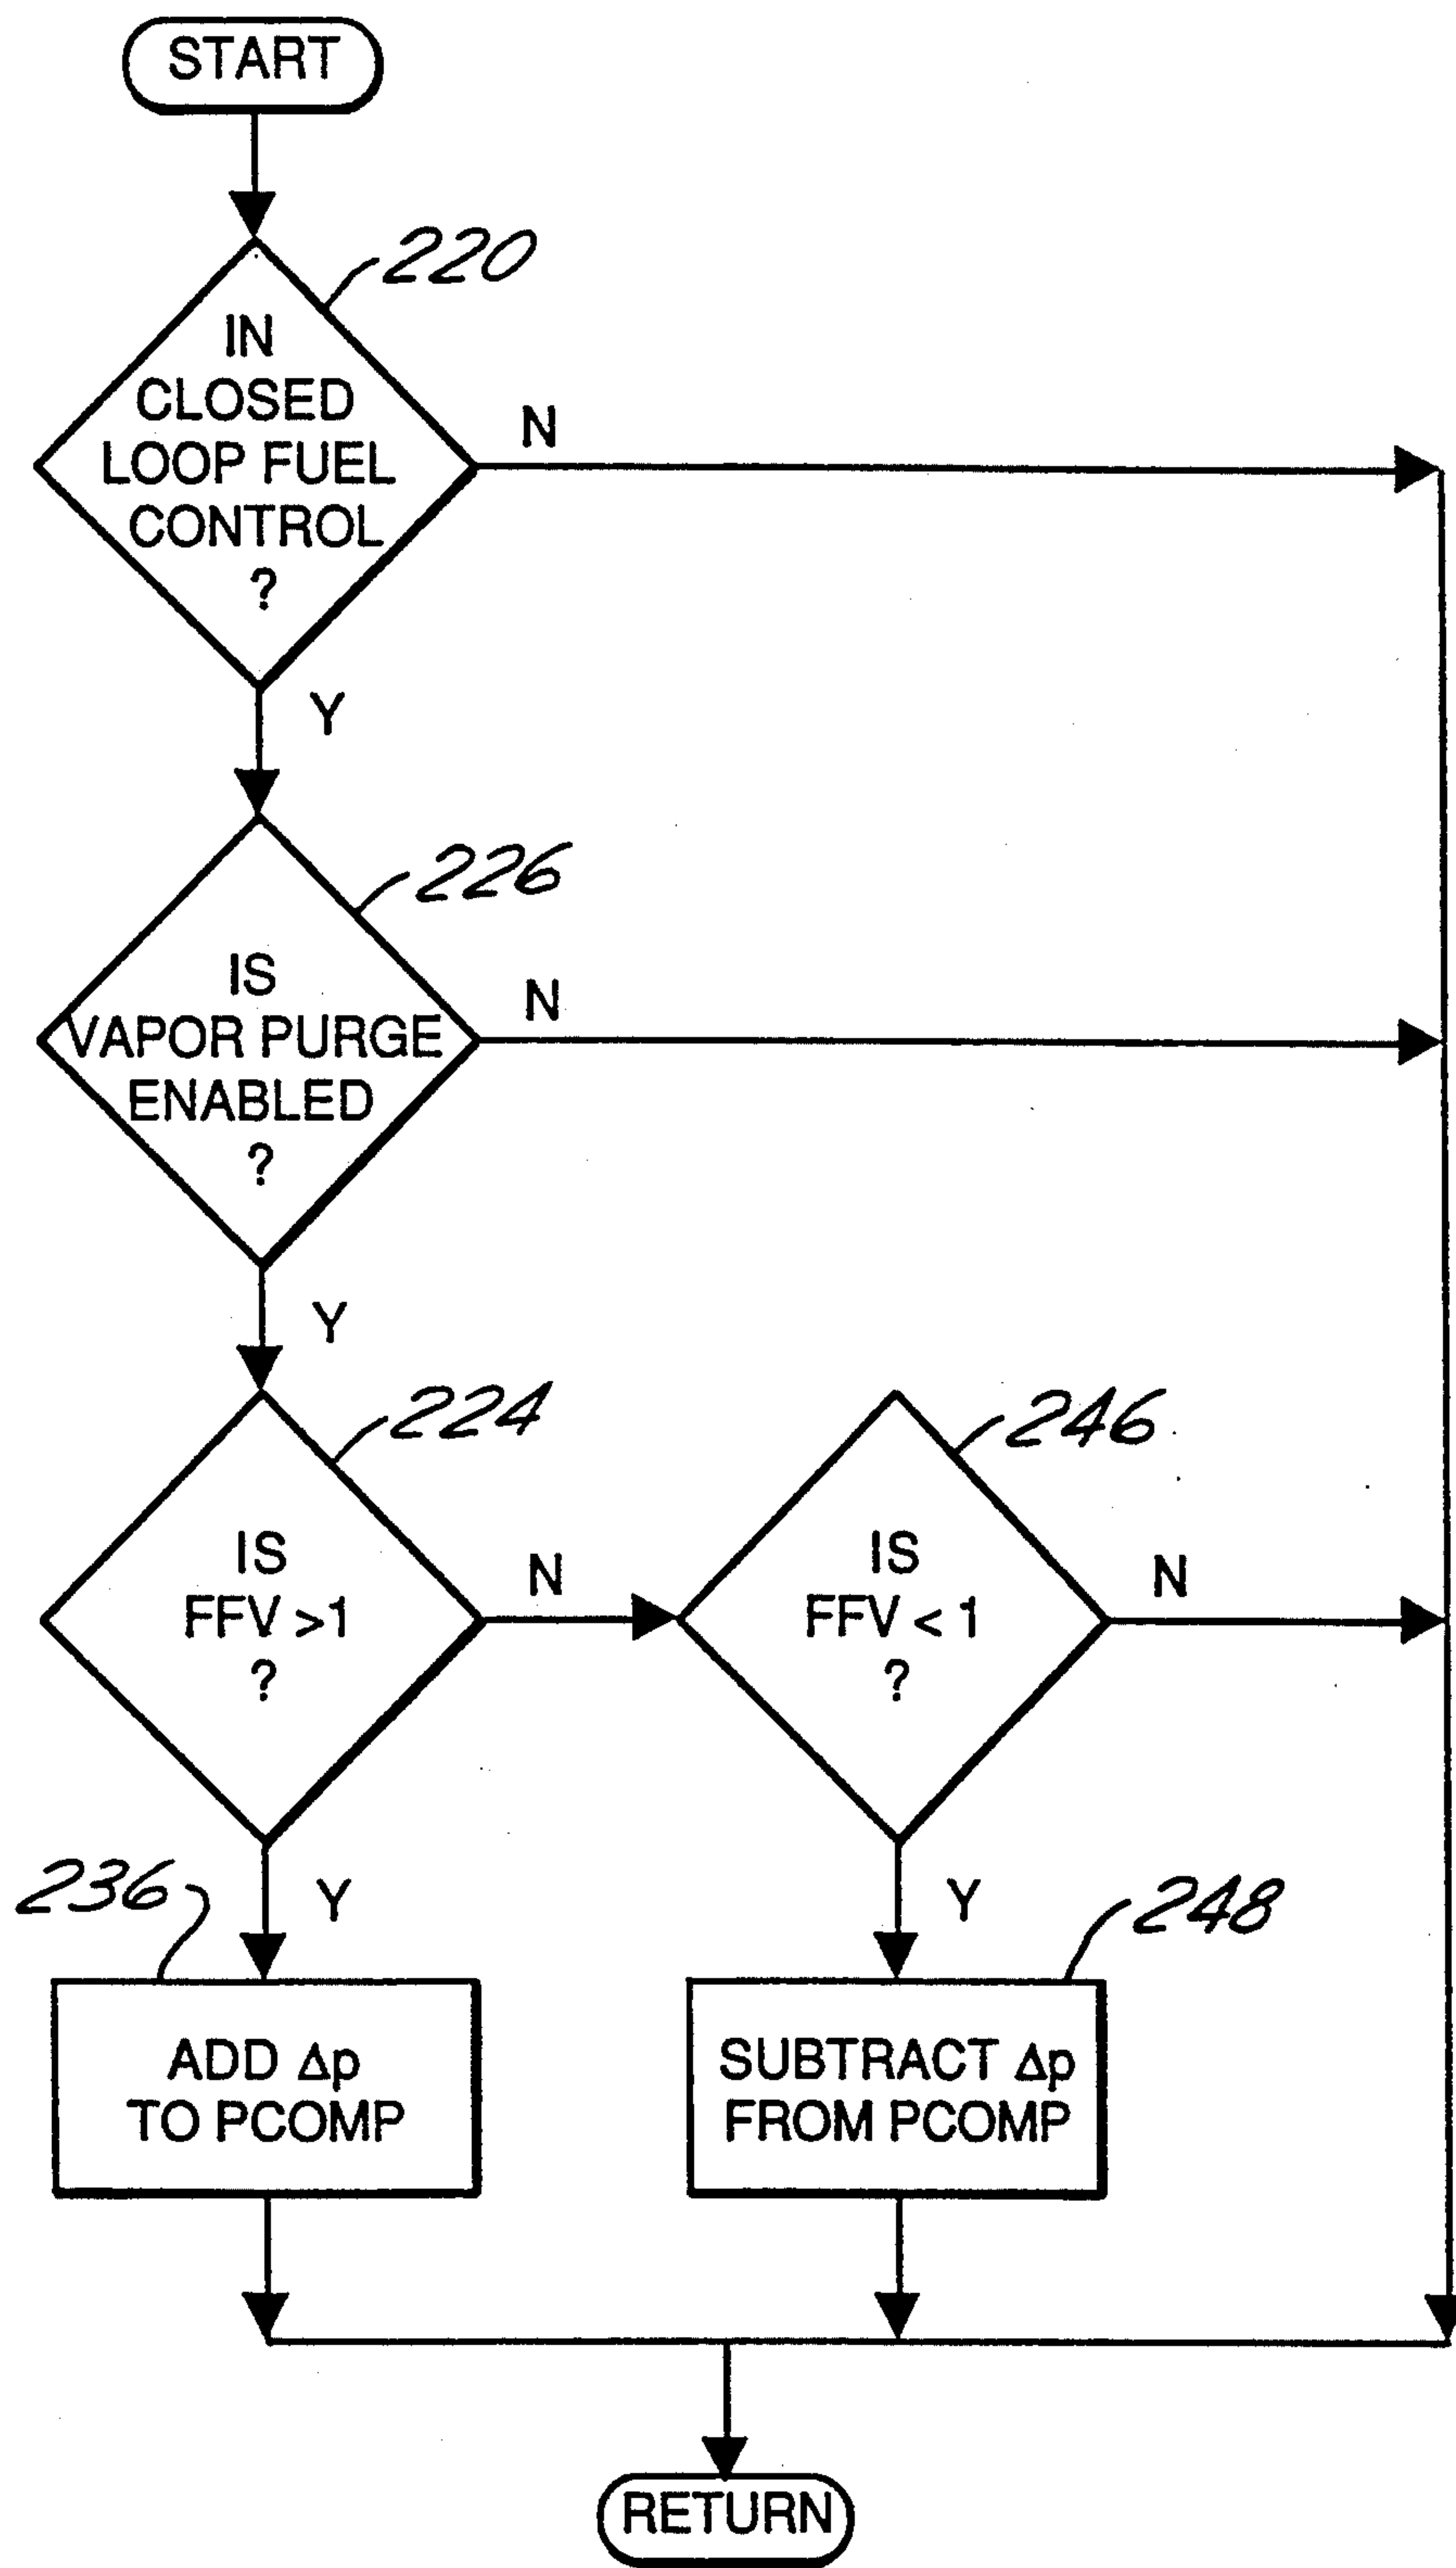 START
220
IN
CLOSED
LOOP FUEL
CONTROL
?
N
Y
226
IS
VAPOR PURGE
ENABLED
?
N
Y
224
IS
FFV >1
?
N
246
IS
FFV < 1
?
N
Y
236
Y
248
ADD Δp
TO PCOMP
SUBTRACT Δp
FROM PCOMP
RETURN